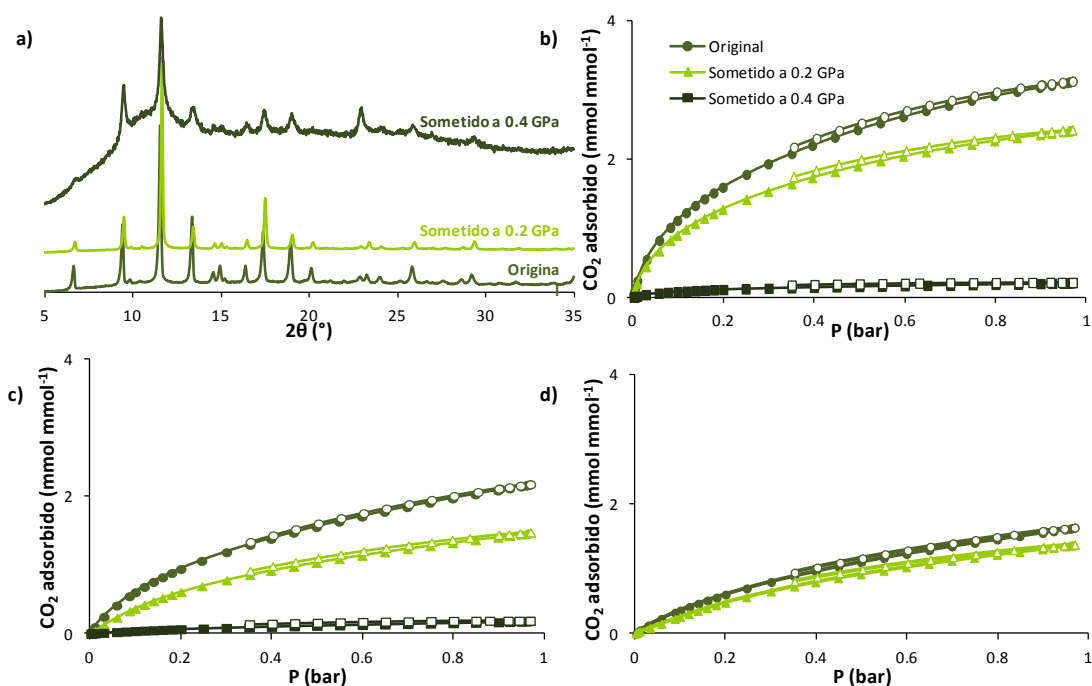 a)
Sometido a 0.4 GPa
Sometido a 0.2 GPa
Origina
5 10 15 20 25 30 35
2θ (°)
b)
CO₂ adsorbido (mmol mmol⁻¹)
4
2
0
Original
Sometido a 0.2 GPa
Sometido a 0.4 GPa
0 0.2 0.4 0.6 0.8 1
P (bar)
c)
CO₂ adsorbido (mmol mmol⁻¹)
4
2
0
0 0.2 0.4 0.6 0.8 1
P (bar)
d)
CO₂ adsorbido (mmol mmol⁻¹)
4
2
0
0 0.2 0.4 0.6 0.8 1
P (bar)